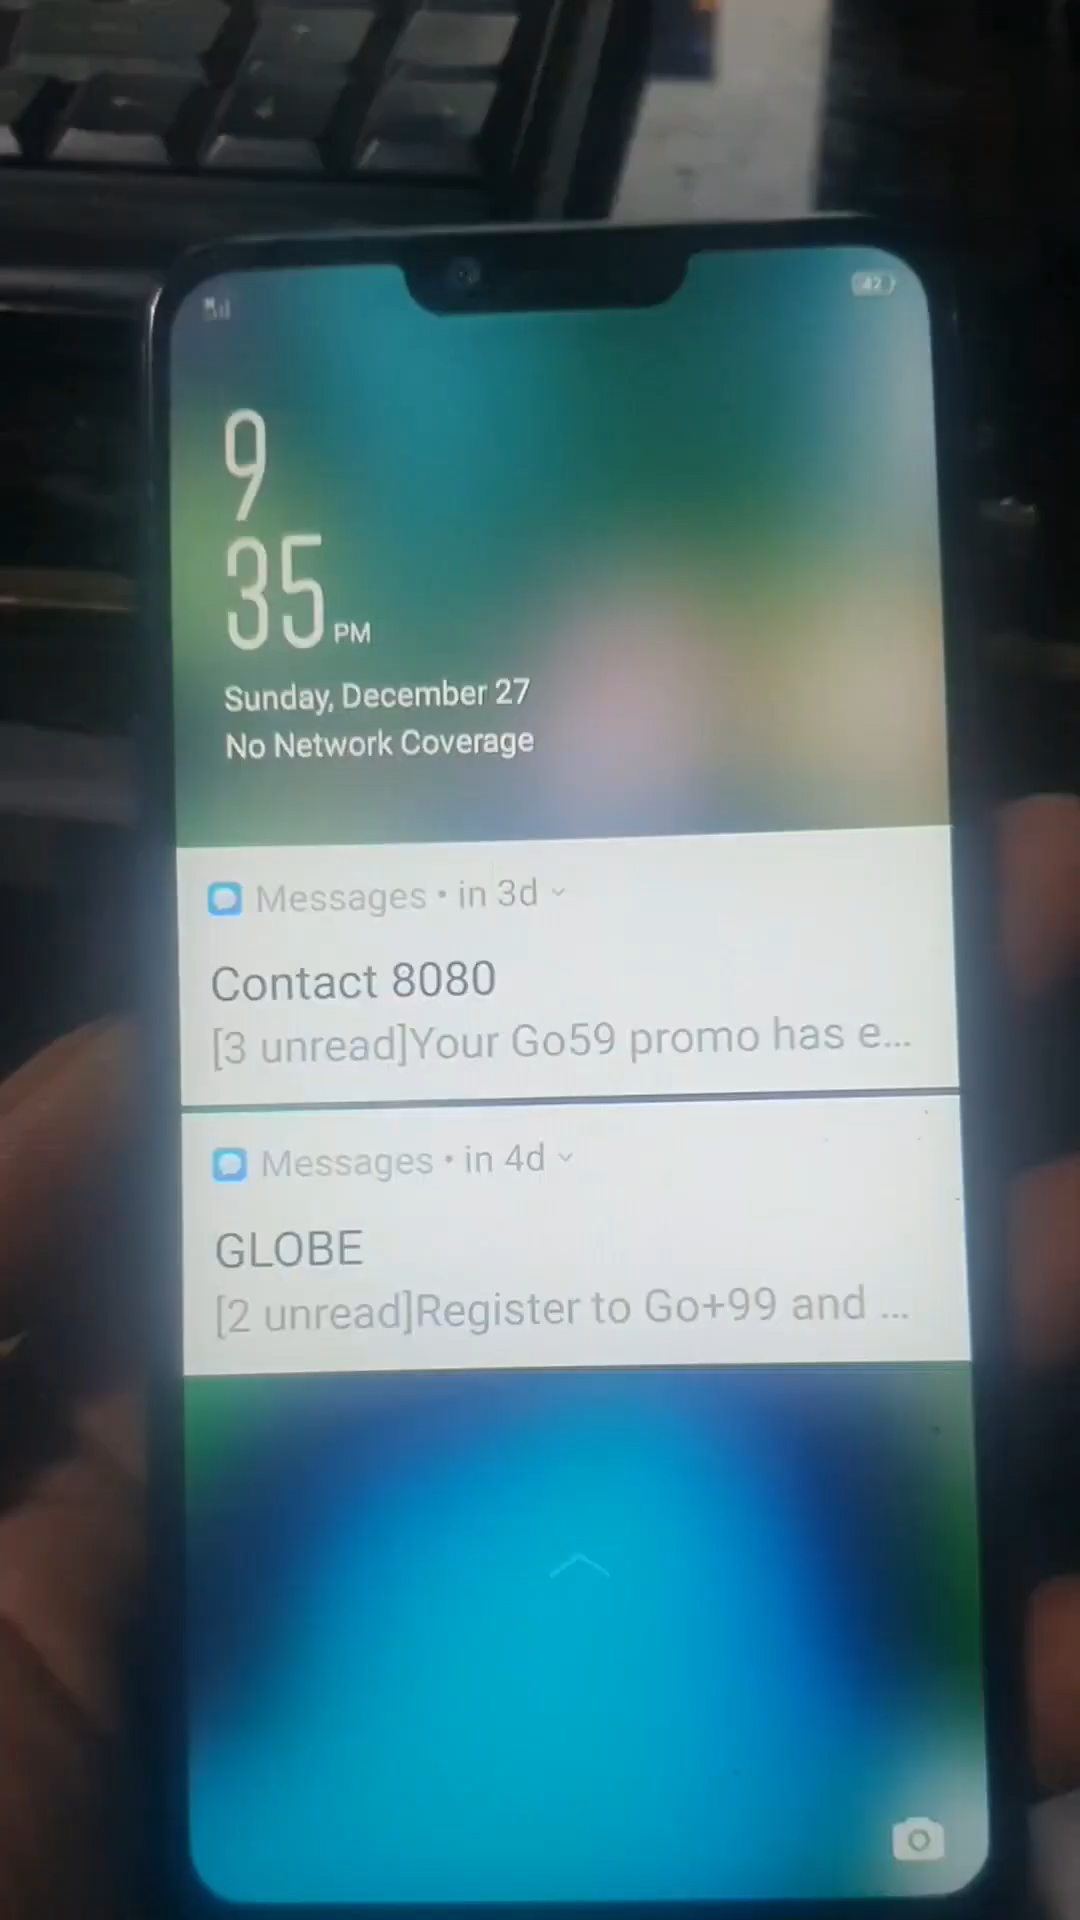 42
9
35 PM
Sunday, December 27
No Network Coverage
Messages • in 3d
Contact 8080
[3 unread]Your Go59 promo has e...
Messages • in 4d
GLOBE
[2 unread]Register to Go+99 and ...